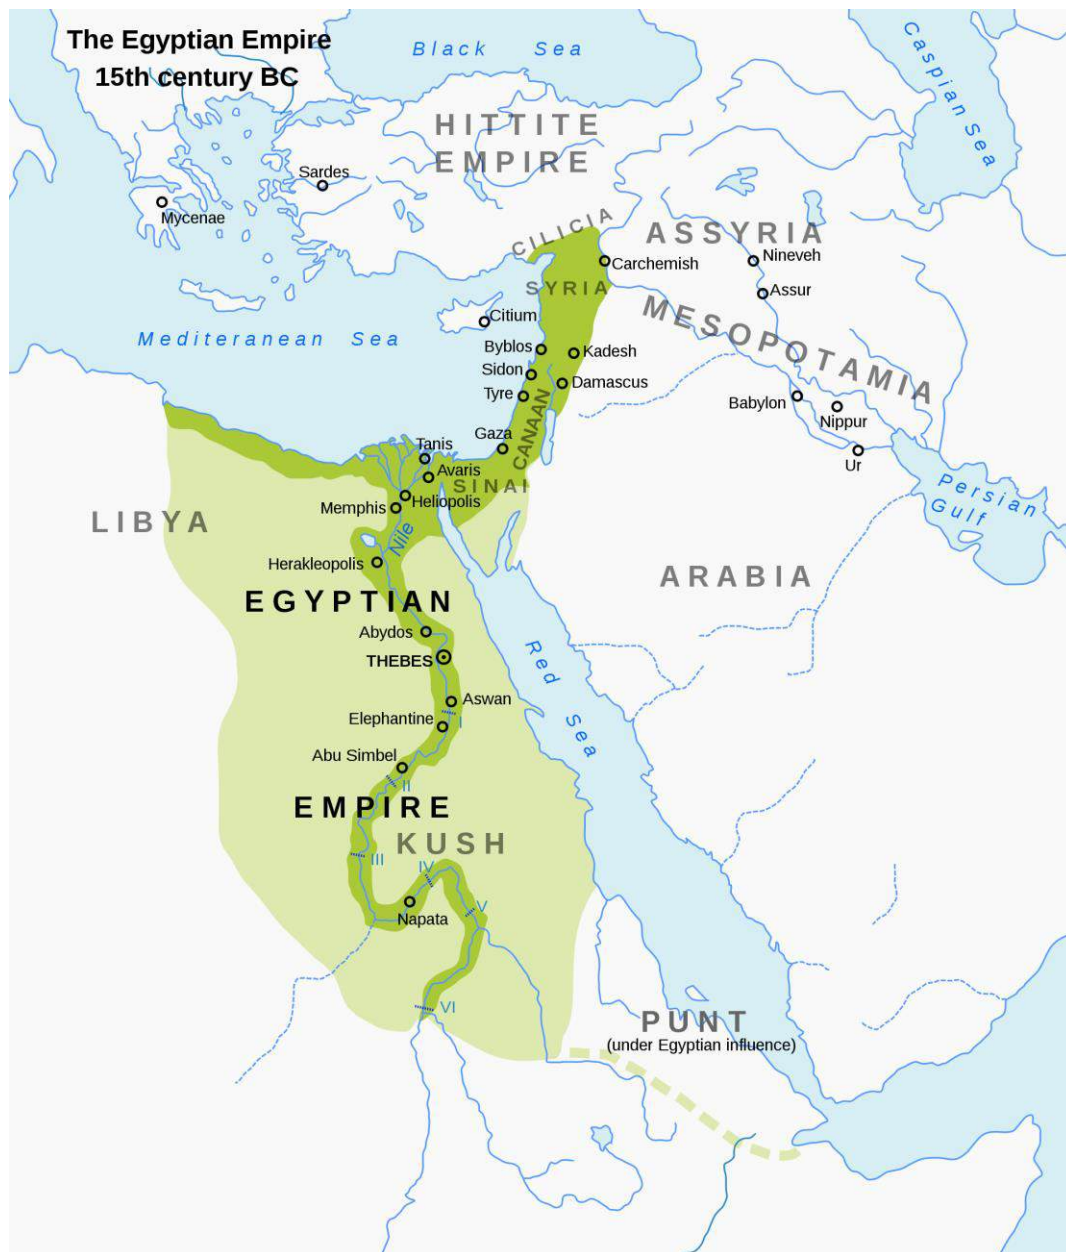 The Egyptian Empire
15th century BC
Black Sea
Caspian Sea
HITTITE
EMPIRE
Sardes
Mycenae
CILICIA
ASSYRIA
Nineveh
Carchemish
SYRIA
Assur
MESOPOTAMIA
Citium
Mediteranean Sea
Byblos
Kadesh
Sidon
Damascus
Tyre
Babylon
Nippur
CANAAN
Gaza
Tanis
Ur
Avaris
SINAI
Persian
Gulf
Heliopolis
Memphis
LIBYA
Nile
Herakleopolis
ARABIA
EGYPTIAN
Abydos
THEBES
Red Sea
Aswan
Elephantine
I
Abu Simbel
II
EMPIRE
KUSH
III
IV
V
Napata
VI
PUNT
(under Egyptian influence)